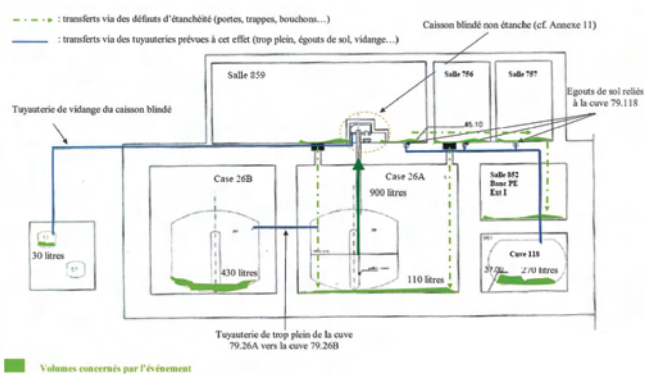 : transferts via des défauts d'étanchéité (portes, trappes, bouchons…)
: transferts via des tuyauteries prévues à cet effet (trop plein, égouts de sol, vidange…)
Caisson blindé non étanche (cf. Annexe 11)
Salle 859
Salle 756
Salle 757
Egouts de sol reliés
à la cuve 79.118
Tuyauterie de vidange du caisson blindé
Case 26B
Case 26A
900 litres
Salle 852
Banc PE
Ext I
30 litres
430 litres
110 litres
Cuve 118
270 litres
Tuyauterie de trop plein de la cuve
79.26A vers la cuve 79.26B
Volumes concernés par l'événement